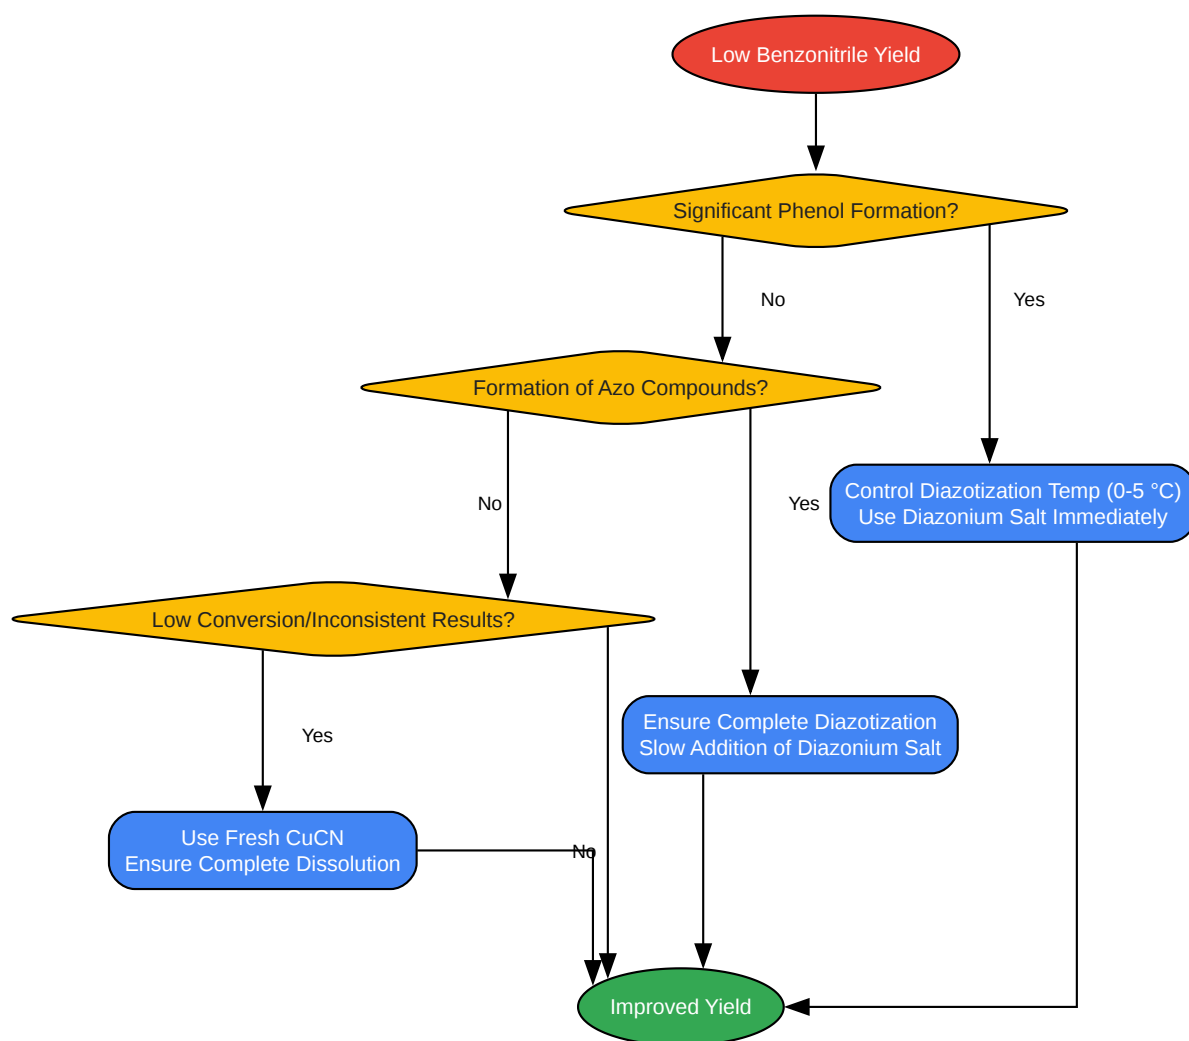 Low Benzonitrile Yield
Significant Phenol Formation?
No
Yes
Formation of Azo Compounds?
Control Diazotization Temp (0-5 °C)
Use Diazonium Salt Immediately
No
Yes
Low Conversion/Inconsistent Results?
Ensure Complete Diazotization
Slow Addition of Diazonium Salt
Yes
Use Fresh CuCN
Ensure Complete Dissolution
No
Improved Yield